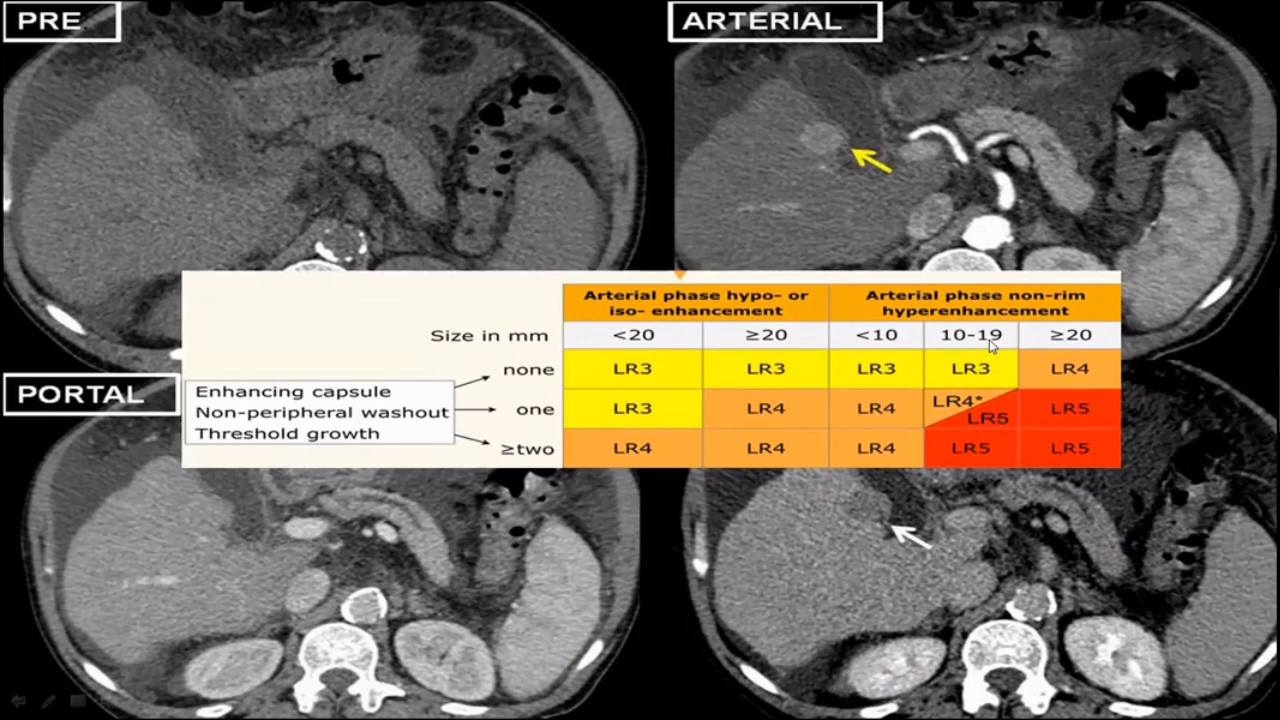 PRE
ARTERIAL
Arterial phase hypo- or
iso- enhancement
Arterial phase non-rim
hyperenhancement
Size in mm
<20
≥20
<10
10-19
≥20
none
LR3
LR3
LR3
LR3
LR4
Enhancing capsule
Non-peripheral washout
Threshold growth
one
LR3
LR4
LR4
LR4*
LR5
LR5
≥two
LR4
LR4
LR4
LR5
LR5
PORTAL